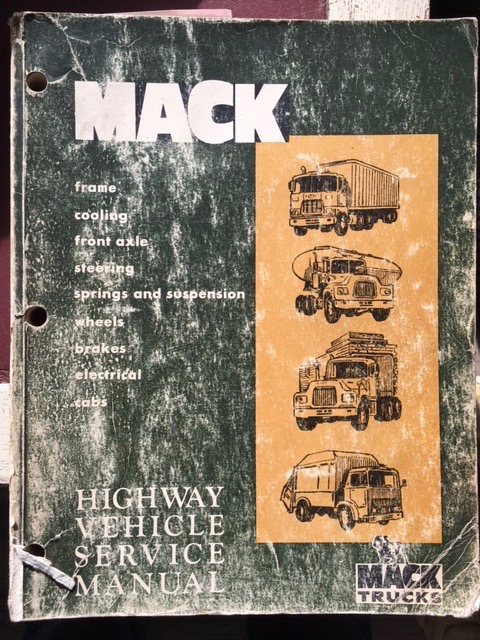 MACK
frame
cooling
front axle
steering
springs and suspension
wheels
brakes
electrical
cabs
HIGHWAY
VEHICLE
SERVICE
MANUAL
MACK
TRUCKS